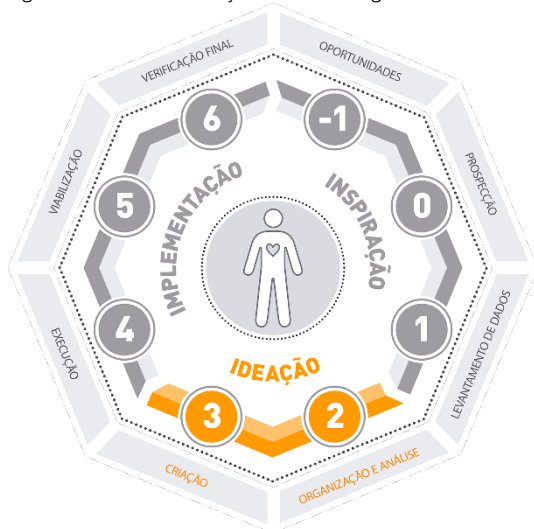 OPORTUNIDADES
-1
PROSPECÇÃO
0
LEVANTAMENTO DE DADOS
1
INSPIRAÇÃO
ORGANIZAÇÃO E ANÁLISE
2
CRIAÇÃO
3
IDEAÇÃO
EXECUÇÃO
4
VIABILIZAÇÃO
5
VERIFICAÇÃO FINAL
6
IMPLEMENTAÇÃO